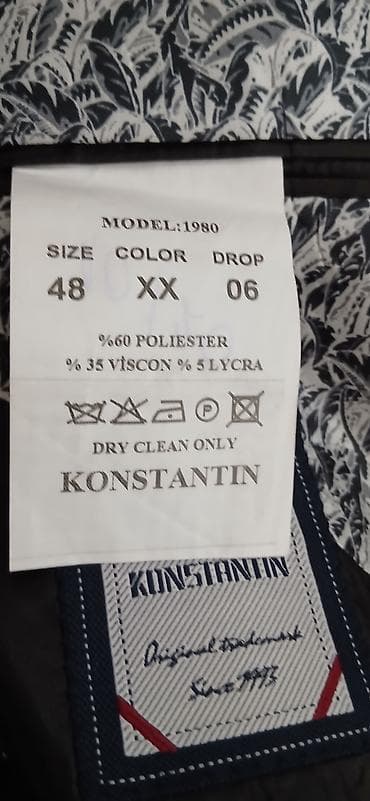 MODEL:1980
SIZE COLOR DROP
48 XX 06
%60 POLIESTER
% 35 VİSCON % 5 LYCRA
P
DRY CLEAN ONLY
KONSTANTIN
KONSTANTIN
Original trademark
Since 1993